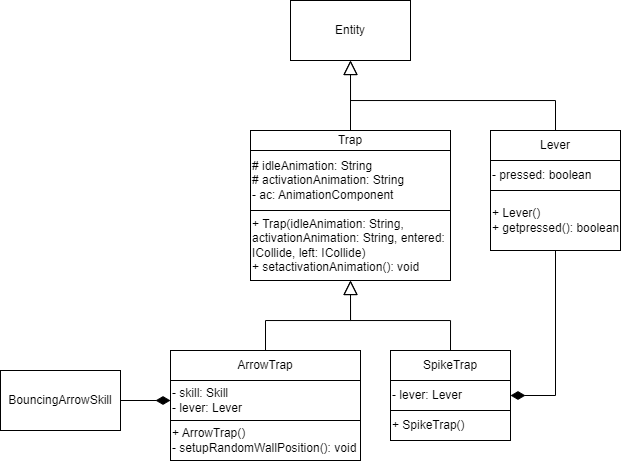 Entity
Trap
# idleAnimation: String
# activationAnimation: String
- ac: AnimationComponent
+ Trap(idleAnimation: String,
activationAnimation: String, entered:
ICollide, left: ICollide)
+ setactivationAnimation(): void
Lever
- pressed: boolean
+ Lever()
+ getpressed(): boolean
BouncingArrowSkill
ArrowTrap
- skill: Skill
- lever: Lever
+ ArrowTrap()
- setupRandomWallPosition(): void
SpikeTrap
- lever: Lever
+ SpikeTrap()